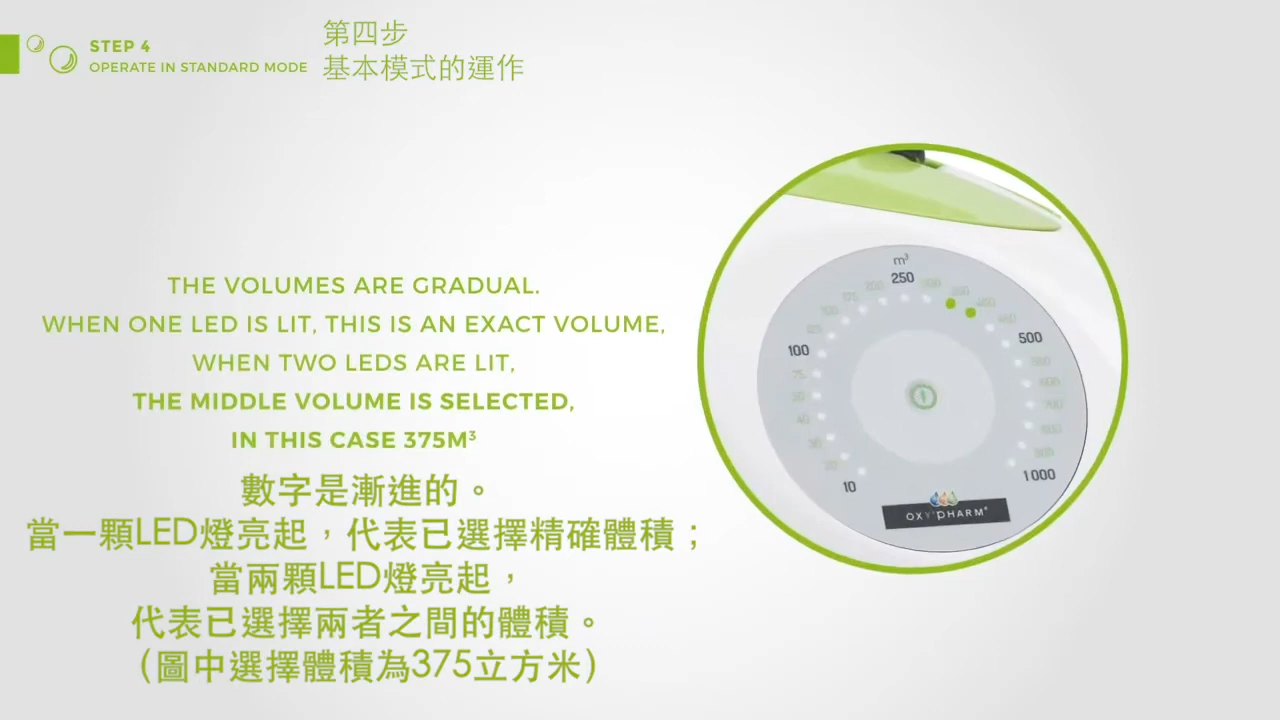 STEP 4
OPERATE IN STANDARD MODE
第四步
基本模式的運作
THE VOLUMES ARE GRADUAL.
WHEN ONE LED IS LIT, THIS IS AN EXACT VOLUME,
WHEN TWO LEDS ARE LIT,
THE MIDDLE VOLUME IS SELECTED,
IN THIS CASE 375M³
數字是漸進的。
當一顆LED燈亮起，代表已選擇精確體積；
當兩顆LED燈亮起，
代表已選擇兩者之間的體積。
（圖中選擇體積為375立方米）
m³
250
100
500
10
1000
OXY'PHARM